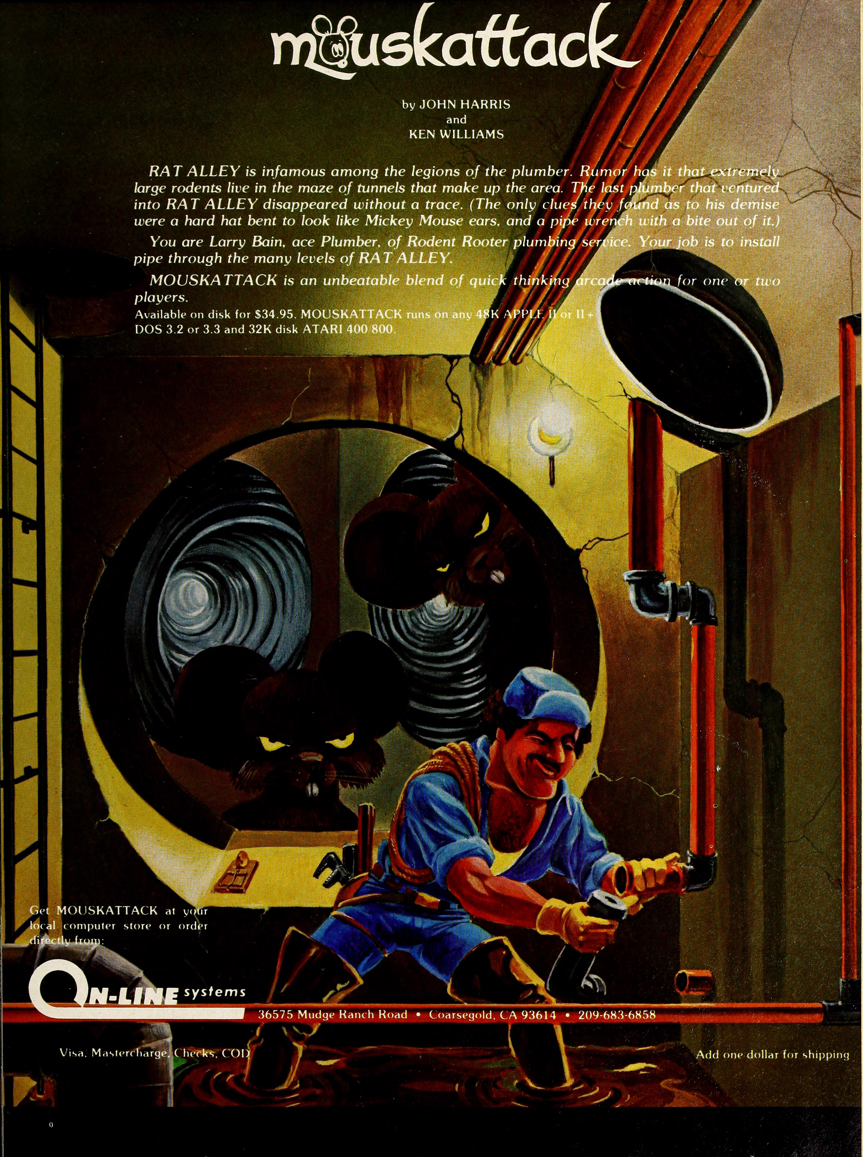 mouskattack
by JOHN HARRIS
and
KEN WILLIAMS
RAT ALLEY is infamous among the legions of the plumber. Rumor has it that extremely
large rodents live in the maze of tunnels that make up the area. The last plumber that ventured
into RAT ALLEY disappeared without a trace. (The only clues they found as to his demise
were a hard hat bent to look like Mickey Mouse ears, and a pipe wrench with a bite out of it.)
You are Larry Bain, ace Plumber, of Rodent Rooter plumbing service. Your job is to install
pipe through the many levels of RAT ALLEY.
MOUSKATTACK is an unbeatable blend of quick thinking arcade action for one or two
players.
Available on disk for $34.95. MOUSKATTACK runs on any 48K APPLE II or II+
DOS 3.2 or 3.3 and 32K disk ATARI 400/800.
Get MOUSKATTACK at your
local computer store or order
directly from:
ON-LINE systems
36575 Mudge Ranch Road • Coarsegold, CA 93614 • 209-683-6858
Visa, Mastercharge, Checks, COD
Add one dollar for shipping